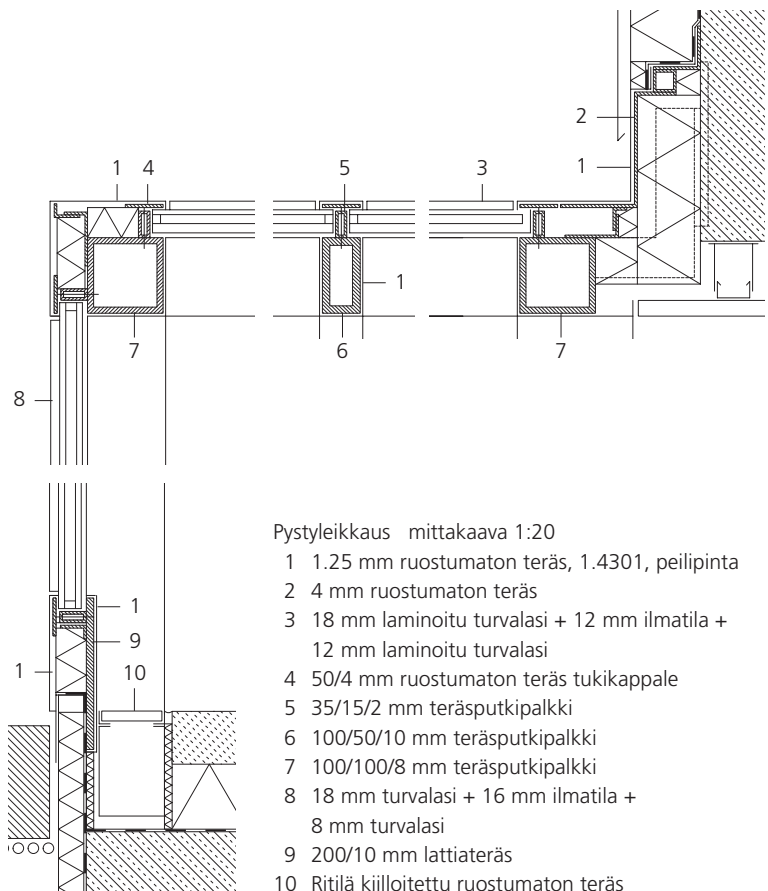 2
1
1
4
5
3
1
7
6
7
8
1
9
1
10
Pystyleikkaus mittakaava 1:20
1 1.25 mm ruostumaton teräs, 1.4301, peilipinta
2 4 mm ruostumaton teräs
3 18 mm laminoitu turvalasi + 12 mm ilmatila +
12 mm laminoitu turvalasi
4 50/4 mm ruostumaton teräs tukikappale
5 35/15/2 mm teräsputkipalkki
6 100/50/10 mm teräsputkipalkki
7 100/100/8 mm teräsputkipalkki
8 18 mm turvalasi + 16 mm ilmatila +
8 mm turvalasi
9 200/10 mm lattiateräs
10 Ritilä kiilloitettu ruostumaton teräs